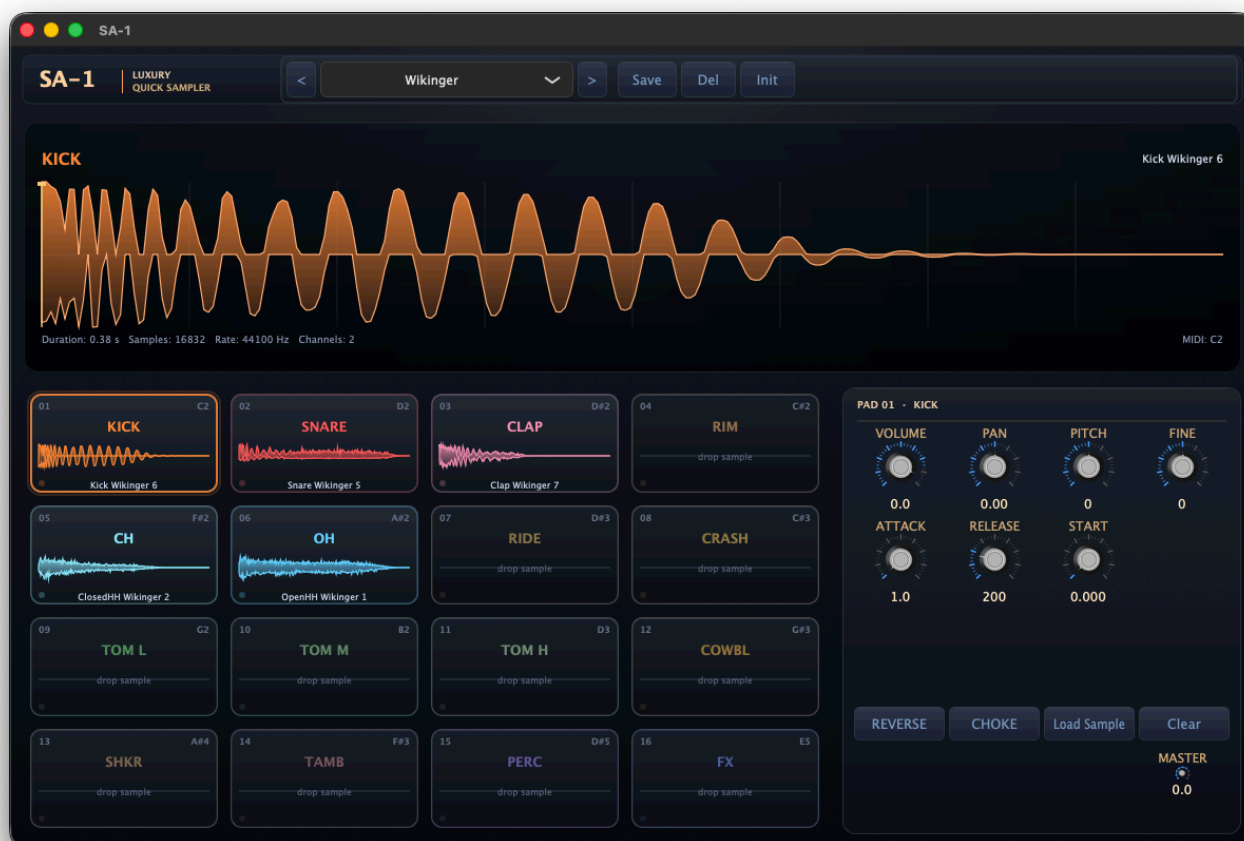 SA-1
SA-1
LUXURY
QUICK SAMPLER
< Wikinger > Save Del Init
KICK
Kick Wikinger 6
Duration: 0.38 s Samples: 16832 Rate: 44100 Hz Channels: 2
MIDI: C2
01 C2
KICK
Kick Wikinger 6
02 D2
SNARE
Snare Wikinger 5
03 D#2
CLAP
Clap Wikinger 7
04 C#2
RIM
drop sample
05 F#2
CH
ClosedHH Wikinger 2
06 A#2
OH
OpenHH Wikinger 1
07 D#3
RIDE
drop sample
08 C#3
CRASH
drop sample
09 G2
TOM L
drop sample
10 B2
TOM M
drop sample
11 D3
TOM H
drop sample
12 G#3
COWBL
drop sample
13 A#4
SHKR
drop sample
14 F#3
TAMB
drop sample
15 D#5
PERC
drop sample
16 E5
FX
drop sample
PAD 01 · KICK
VOLUME PAN PITCH FINE
0.0 0.00 0 0
ATTACK RELEASE START
1.0 200 0.000
REVERSE CHOKE Load Sample Clear
MASTER
0.0